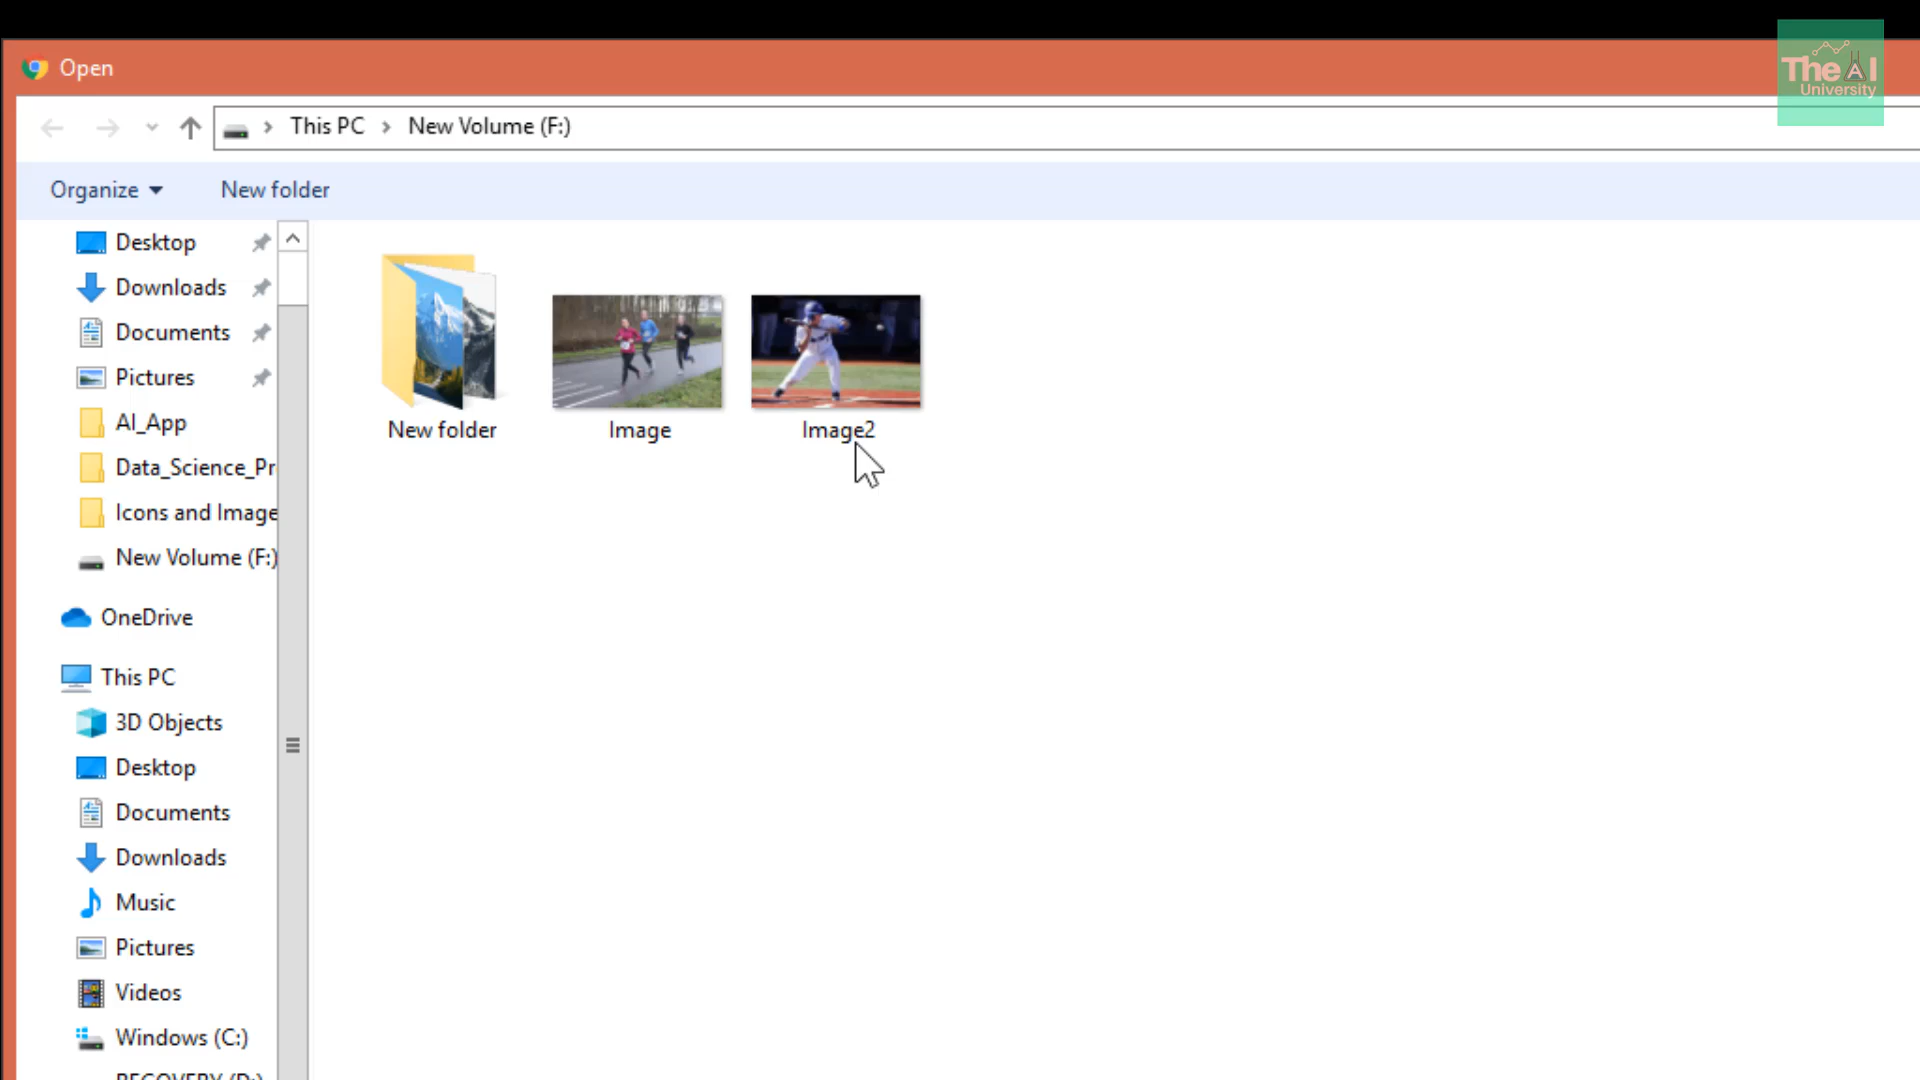 Open
The AI
University
This PC > New Volume (F:)
Organize
New folder
Desktop
Downloads
Documents
Pictures
AI_App
Data_Science_Pr
Icons and Image
New Volume (F:)
OneDrive
This PC
3D Objects
Desktop
Documents
Downloads
Music
Pictures
Videos
Windows (C:)
RECOVERY (D:)
New folder
Image
Image2